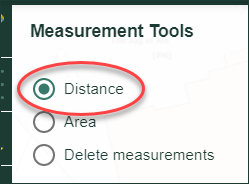 Measurement Tools
Distance
Area
Delete measurements